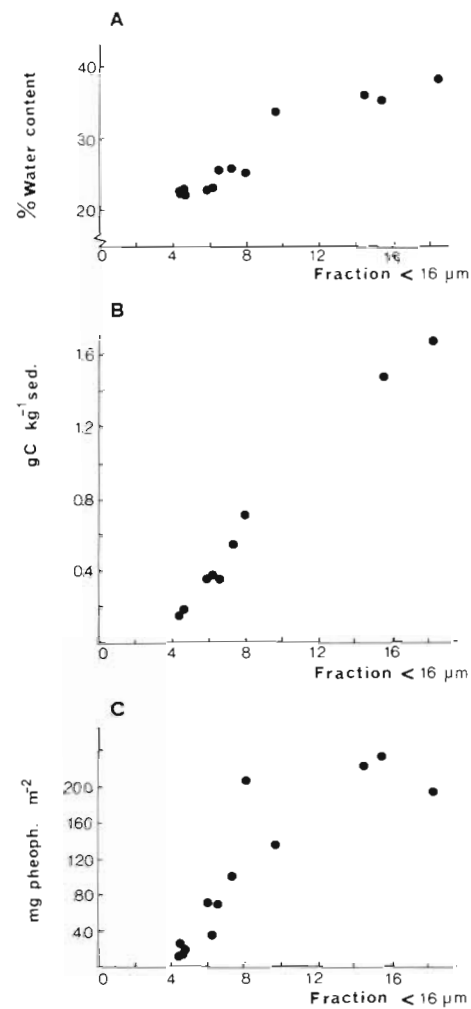 A
% Water content
40
30
20
0 4 8 12 16
Fraction < 16 µm
B
gC kg-1 sed.
1.6
1.2
0.8
0.4
0 4 8 12 16
Fraction < 16 µm
C
mg pheoph. m-2
200
160
120
80
40
0 4 8 12 16
Fraction < 16 µm